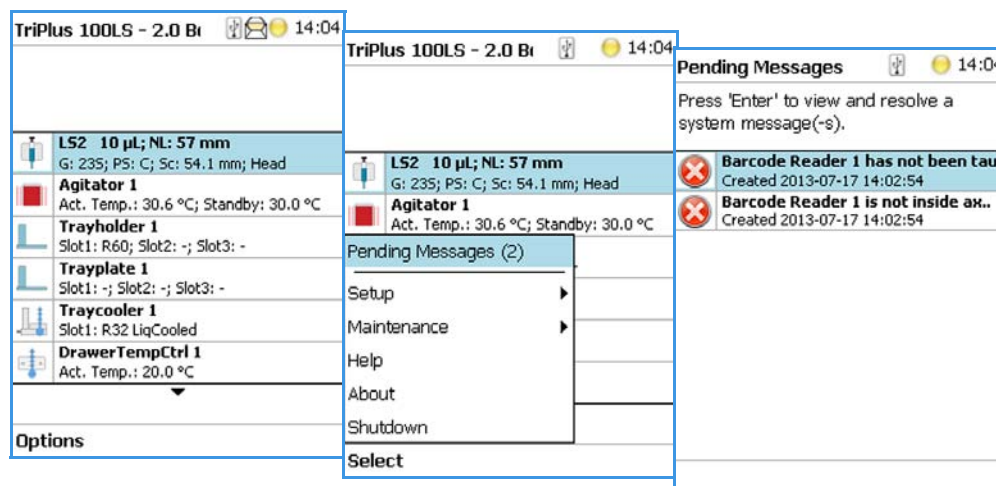 TriPlus 100LS - 2.0 B
14:04
LS2 10 µL; NL: 57 mm
G: 23S; PS: C; Sc: 54.1 mm; Head
Agitator 1
Act. Temp.: 30.6 °C; Standby: 30.0 °C
Trayholder 1
Slot1: R60; Slot2: -; Slot3: -
Trayplate 1
Slot1: -; Slot2: -; Slot3: -
Traycooler 1
Slot1: R32 LiqCooled
DrawerTempCtrl 1
Act. Temp.: 20.0 °C
Options
TriPlus 100LS - 2.0 B
14:04
LS2 10 µL; NL: 57 mm
G: 23S; PS: C; Sc: 54.1 mm; Head
Agitator 1
Act. Temp.: 30.6 °C; Standby: 30.0 °C
Pending Messages (2)
Setup
Maintenance
Help
About
Shutdown
Select
Pending Messages
14:04
Press 'Enter' to view and resolve a
system message(-s).
Barcode Reader 1 has not been tau
Created 2013-07-17 14:02:54
Barcode Reader 1 is not inside ax..
Created 2013-07-17 14:02:54